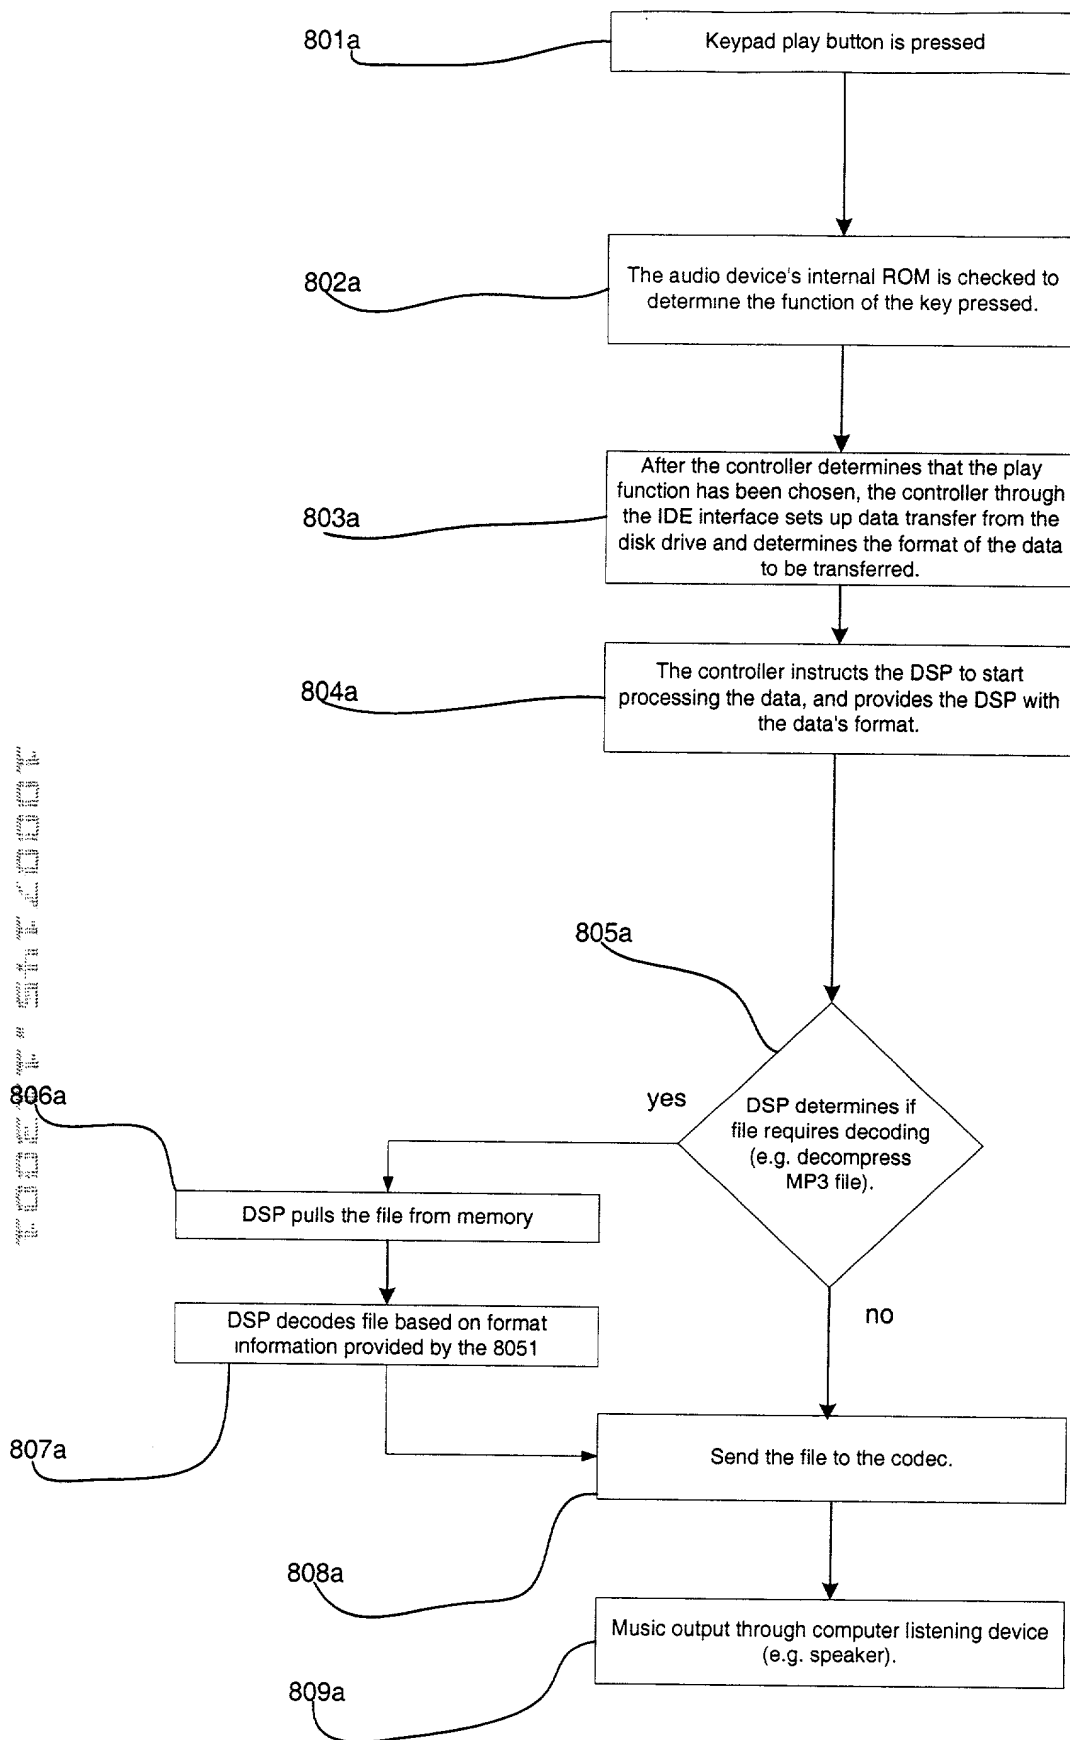 801a
Keypad play button is pressed
802a
The audio device's internal ROM is checked to
determine the function of the key pressed.
803a
After the controller determines that the play
function has been chosen, the controller through
the IDE interface sets up data transfer from the
disk drive and determines the format of the data
to be transferred.
804a
The controller instructs the DSP to start
processing the data, and provides the DSP with
the data's format.
805a
DSP determines if
file requires decoding
(e.g. decompress
MP3 file).
yes
no
806a
DSP pulls the file from memory
DSP decodes file based on format
information provided by the 8051
807a
Send the file to the codec.
808a
Music output through computer listening device
(e.g. speaker).
809a